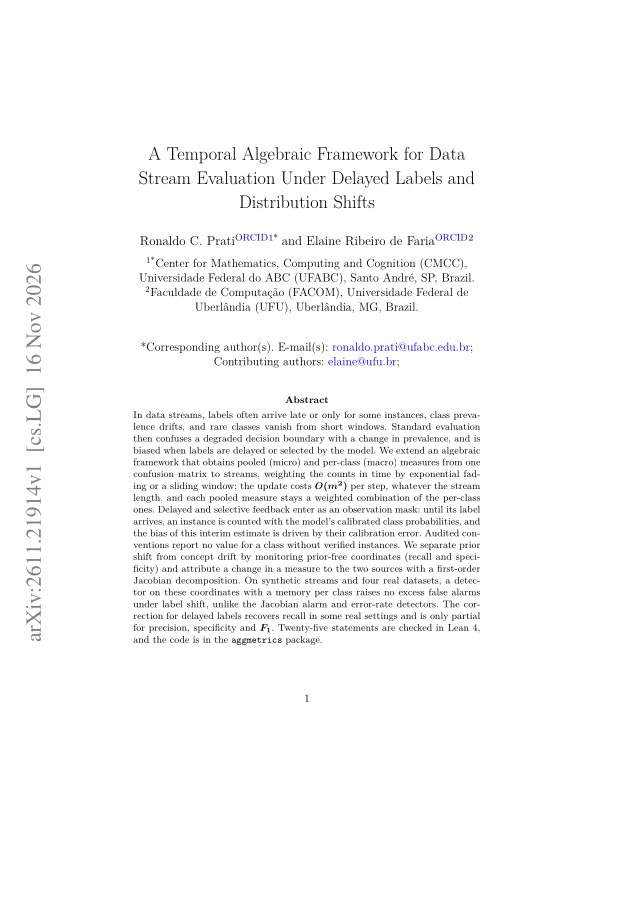 A Temporal Algebraic Framework for Data
Stream Evaluation Under Delayed Labels and
Distribution Shifts
Ronaldo C. PratiORCID1* and Elaine Ribeiro de FariaORCID2
1*Center for Mathematics, Computing and Cognition (CMCC),
Universidade Federal do ABC (UFABC), Santo André, SP, Brazil.
2Faculdade de Computação (FACOM), Universidade Federal de
Uberlândia (UFU), Uberlândia, MG, Brazil.
*Corresponding author(s). E-mail(s): ronaldo.prati@ufabc.edu.br;
Contributing authors: elaine@ufu.br;
Abstract
In data streams, labels often arrive late or only for some instances, class preva-
lence drifts, and rare classes vanish from short windows. Standard evaluation
then confuses a degraded decision boundary with a change in prevalence, and is
biased when labels are delayed or selected by the model. We extend an algebraic
framework that obtains pooled (micro) and per-class (macro) measures from one
confusion matrix to streams, weighting the counts in time by exponential fad-
ing or a sliding window; the update costs O(m²) per step, whatever the stream
length, and each pooled measure stays a weighted combination of the per-class
ones. Delayed and selective feedback enter as an observation mask: until its label
arrives, an instance is counted with the model's calibrated class probabilities, and
the bias of this interim estimate is driven by their calibration error. Audited con-
ventions report no value for a class without verified instances. We separate prior
shift from concept drift by monitoring prior-free coordinates (recall and speci-
ficity) and attribute a change in a measure to the two sources with a first-order
Jacobian decomposition. On synthetic streams and four real datasets, a detec-
tor on these coordinates with a memory per class raises no excess false alarms
under label shift, unlike the Jacobian alarm and error-rate detectors. The cor-
rection for delayed labels recovers recall in some real settings and is only partial
for precision, specificity and F₁. Twenty-five statements are checked in Lean 4,
and the code is in the aggmetrics package.
1
arXiv:2611.21914v1 [cs.LG] 16 Nov 2026